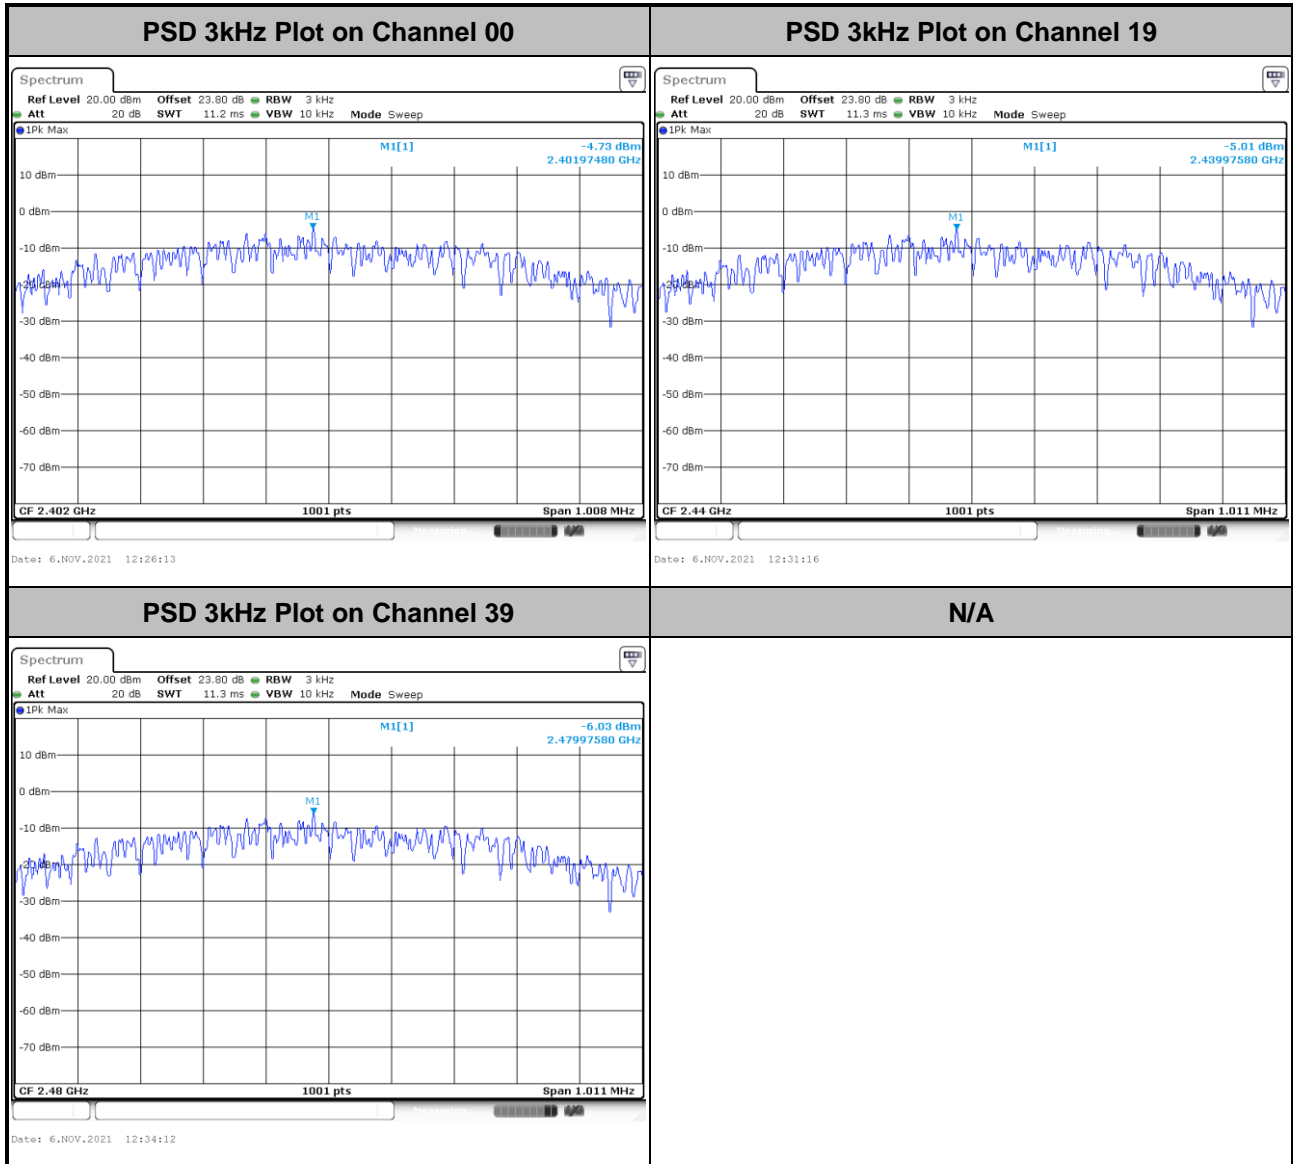 PSD 3kHz Plot on Channel 00
PSD 3kHz Plot on Channel 19
Spectrum
Ref Level 20.00 dBm Offset 23.80 dB RBW 3 kHz
Att 20 dB SWT 11.2 ms VBW 10 kHz Mode Sweep
1Pk Max
M1[1] -4.73 dBm
2.40197480 GHz
10 dBm
0 dBm
M1
-10 dBm
-20 dBm
-30 dBm
-40 dBm
-50 dBm
-60 dBm
-70 dBm
CF 2.402 GHz 1001 pts Span 1.008 MHz
Measuring
Date: 6.NOV.2021 12:26:13
Spectrum
Ref Level 20.00 dBm Offset 23.80 dB RBW 3 kHz
Att 20 dB SWT 11.3 ms VBW 10 kHz Mode Sweep
1Pk Max
M1[1] -5.01 dBm
2.43997580 GHz
10 dBm
0 dBm
M1
-10 dBm
-20 dBm
-30 dBm
-40 dBm
-50 dBm
-60 dBm
-70 dBm
CF 2.44 GHz 1001 pts Span 1.011 MHz
Measuring
Date: 6.NOV.2021 12:31:16
PSD 3kHz Plot on Channel 39
N/A
Spectrum
Ref Level 20.00 dBm Offset 23.80 dB RBW 3 kHz
Att 20 dB SWT 11.3 ms VBW 10 kHz Mode Sweep
1Pk Max
M1[1] -6.03 dBm
2.47997580 GHz
10 dBm
0 dBm
M1
-10 dBm
-20 dBm
-30 dBm
-40 dBm
-50 dBm
-60 dBm
-70 dBm
CF 2.48 GHz 1001 pts Span 1.011 MHz
Measuring
Date: 6.NOV.2021 12:34:12